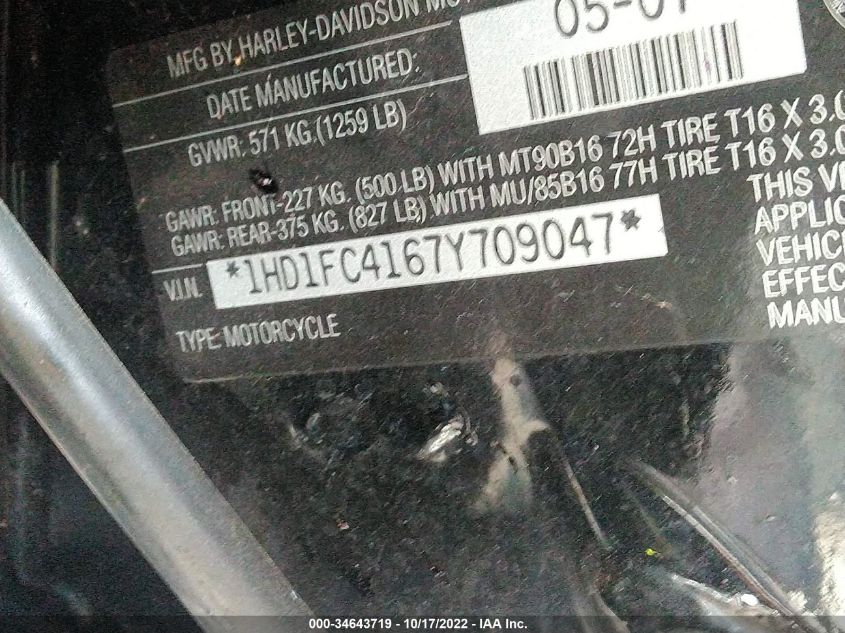 MFG BY HARLEY-DAVIDSON
05-07
DATE MANUFACTURED:
GVWR: 571 KG.(1259 LB)
GAWR: FRONT-227 KG. (500 LB) WITH MT90B16 72H TIRE T16 X 3.0
GAWR: REAR-375 KG. (827 LB) WITH MU/85B16 77H TIRE T16 X 3.0
V.I.N. *1HD1FC4167Y709047*
TYPE: MOTORCYCLE
THIS
APPLIC
VEHICL
EFFEC
MANU
000-34643719 - 10/17/2022 - IAA Inc.